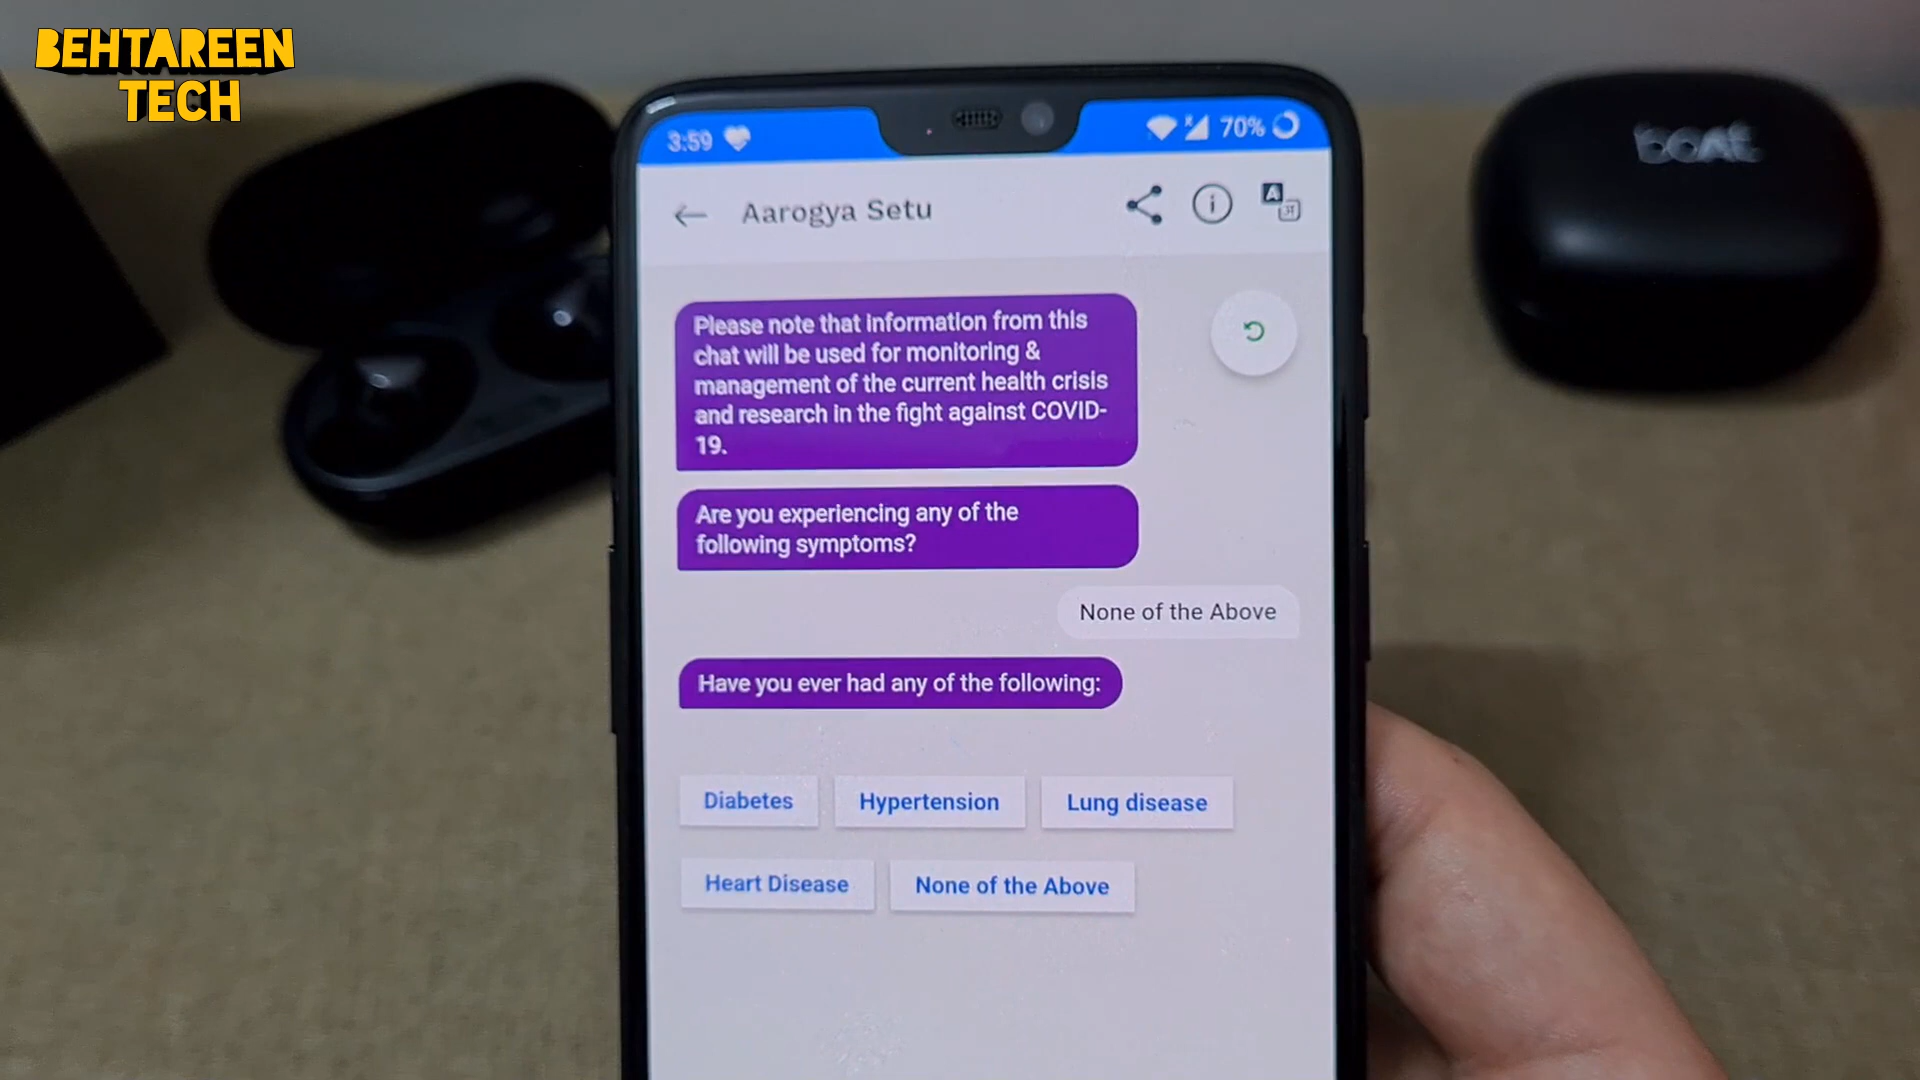 BEHTAREEN
TECH
3:59
70%
Aarogya Setu
A
अ
boAt
Please note that information from this
chat will be used for monitoring &
management of the current health crisis
and research in the fight against COVID-
19.
Are you experiencing any of the
following symptoms?
None of the Above
Have you ever had any of the following:
Diabetes
Hypertension
Lung disease
Heart Disease
None of the Above